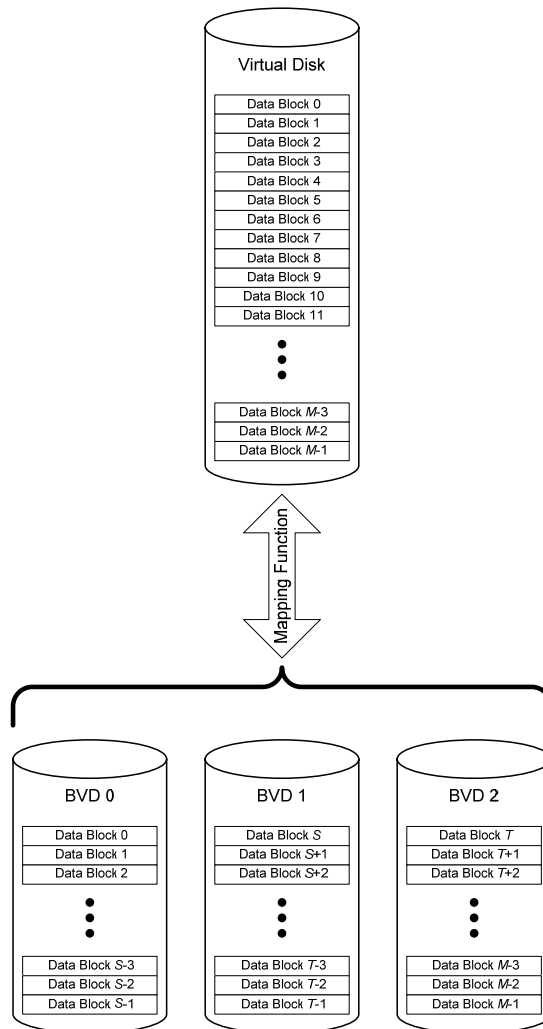 Virtual Disk
Data Block 0
Data Block 1
Data Block 2
Data Block 3
Data Block 4
Data Block 5
Data Block 6
Data Block 7
Data Block 8
Data Block 9
Data Block 10
Data Block 11
Data Block M-3
Data Block M-2
Data Block M-1
Mapping Function
BVD 0
Data Block 0
Data Block 1
Data Block 2
Data Block S-3
Data Block S-2
Data Block S-1
BVD 1
Data Block S
Data Block S+1
Data Block S+2
Data Block T-3
Data Block T-2
Data Block T-1
BVD 2
Data Block T
Data Block T+1
Data Block T+2
Data Block M-3
Data Block M-2
Data Block M-1